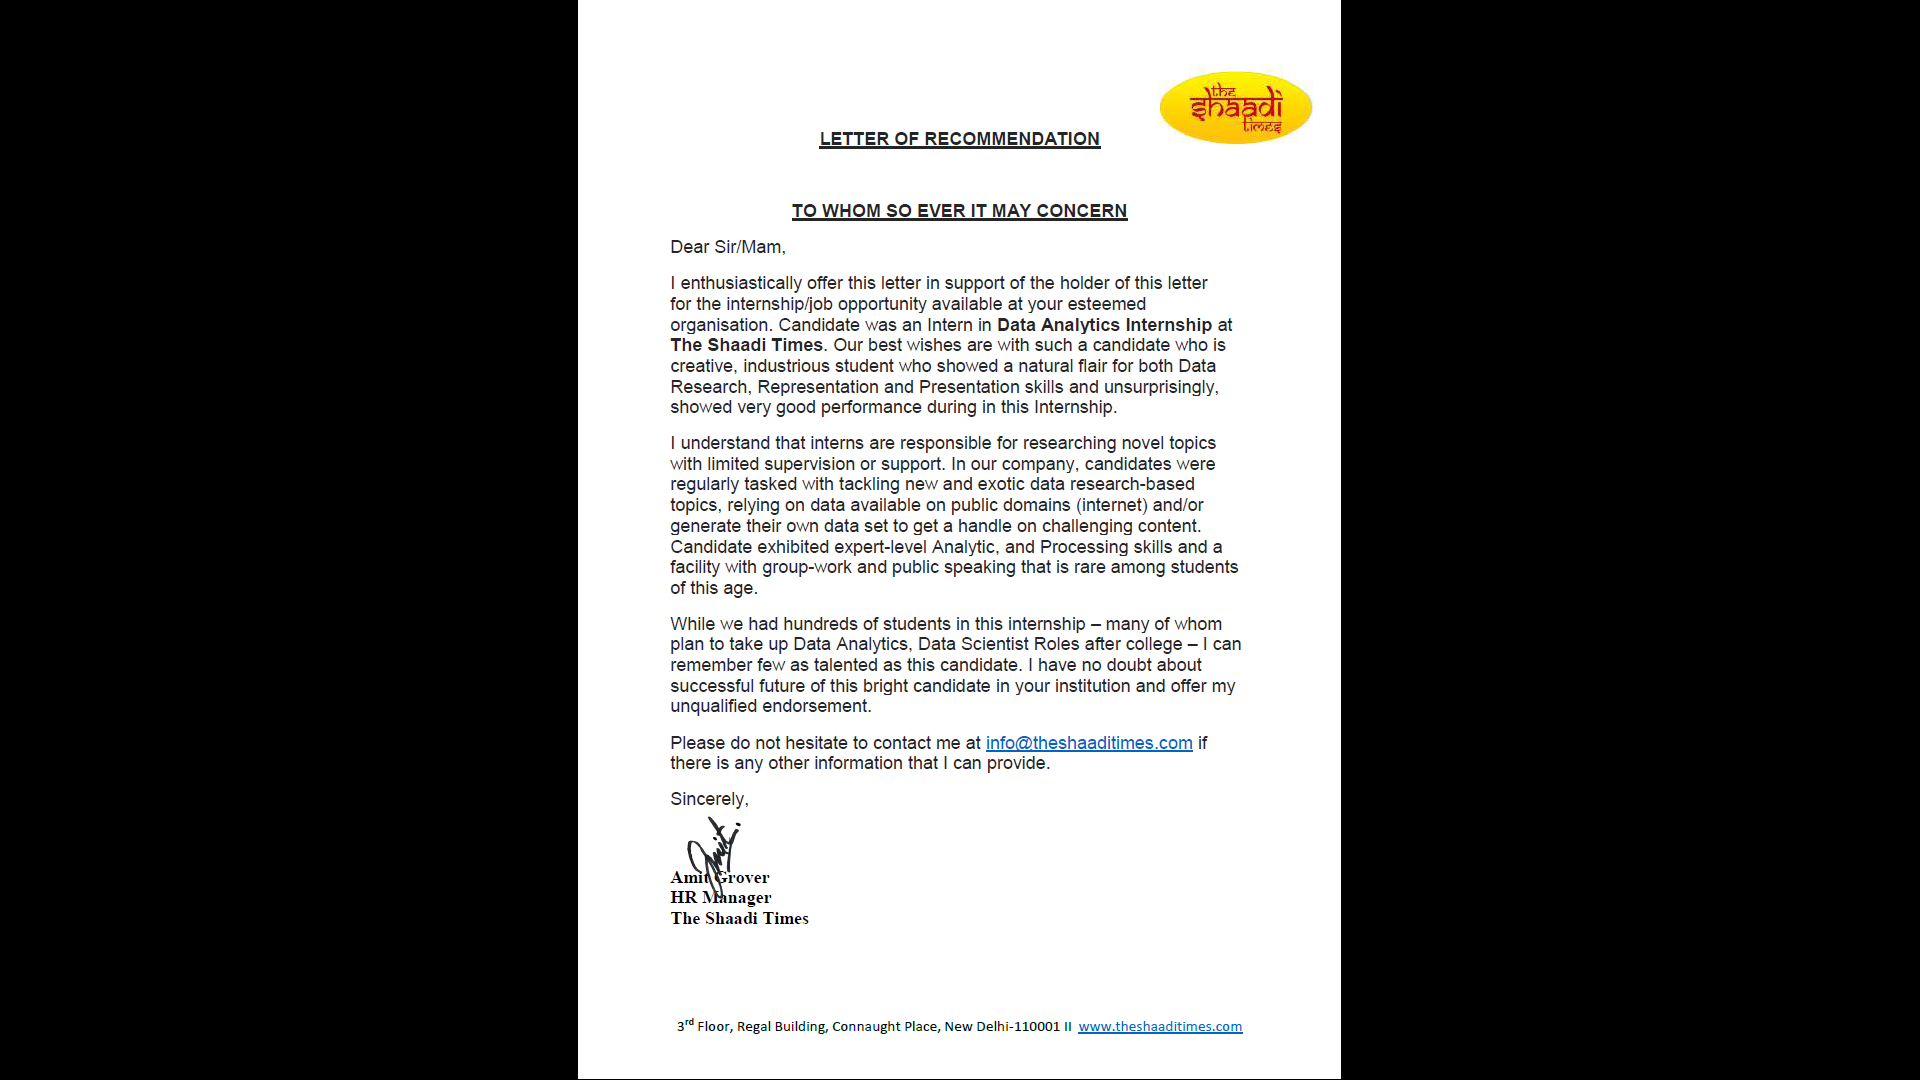 the
shaadi
times
LETTER OF RECOMMENDATION
TO WHOM SO EVER IT MAY CONCERN
Dear Sir/Mam,
I enthusiastically offer this letter in support of the holder of this letter
for the internship/job opportunity available at your esteemed
organisation. Candidate was an Intern in Data Analytics Internship at
The Shaadi Times. Our best wishes are with such a candidate who is
creative, industrious student who showed a natural flair for both Data
Research, Representation and Presentation skills and unsurprisingly,
showed very good performance during in this Internship.
I understand that interns are responsible for researching novel topics
with limited supervision or support. In our company, candidates were
regularly tasked with tackling new and exotic data research-based
topics, relying on data available on public domains (internet) and/or
generate their own data set to get a handle on challenging content.
Candidate exhibited expert-level Analytic, and Processing skills and a
facility with group-work and public speaking that is rare among students
of this age.
While we had hundreds of students in this internship – many of whom
plan to take up Data Analytics, Data Scientist Roles after college – I can
remember few as talented as this candidate. I have no doubt about
successful future of this bright candidate in your institution and offer my
unqualified endorsement.
Please do not hesitate to contact me at info@theshaaditimes.com if
there is any other information that I can provide.
Sincerely,
Amit
Amit Grover
HR Manager
The Shaadi Times
3rd Floor, Regal Building, Connaught Place, New Delhi-110001 II www.theshaaditimes.com